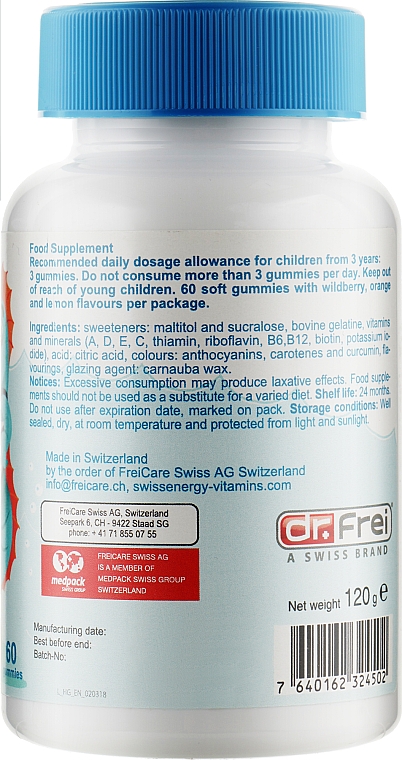 Food Supplement
Recommended daily dosage allowance for children from 3 years:
3 gummies. Do not consume more than 3 gummies per day. Keep out
of reach of young children. 60 soft gummies with wildberry, orange
and lemon flavours per package.
Ingredients: sweeteners: maltitol and sucralose, bovine gelatine, vitamins
and minerals (A, D, E, C, thiamin, riboflavin, B6,B12, biotin, potassium io-
dide), acid: citric acid, colours: anthocyanins, carotenes and curcumin, fla-
vourings, glazing agent: carnauba wax.
Notices: Excessive consumption may produce laxative effects. Food supple-
ments should not be used as a substitute for a varied diet. Shelf life: 24 months.
Do not use after expiration date, marked on pack. Storage conditions: Well
sealed, dry, at room temperature and protected from light and sunlight.
Made in Switzerland
by the order of FreiCare Swiss AG Switzerland
info@freicare.ch, swissenergy-vitamins.com
FreiCare Swiss AG, Switzerland
Seepark 6, CH - 9422 Staad SG
phone: + 41 71 855 07 55
medpack
SWISS GROUP
FREICARE SWISS AG
IS A MEMBER OF
MEDPACK SWISS GROUP
SWITZERLAND
dr.Frei
A SWISS BRAND
Net weight 120 g e
Manufacturing date:
Best before end:
Batch-No:
60
gummies
L_HG_EN_020318
7 640162 324502